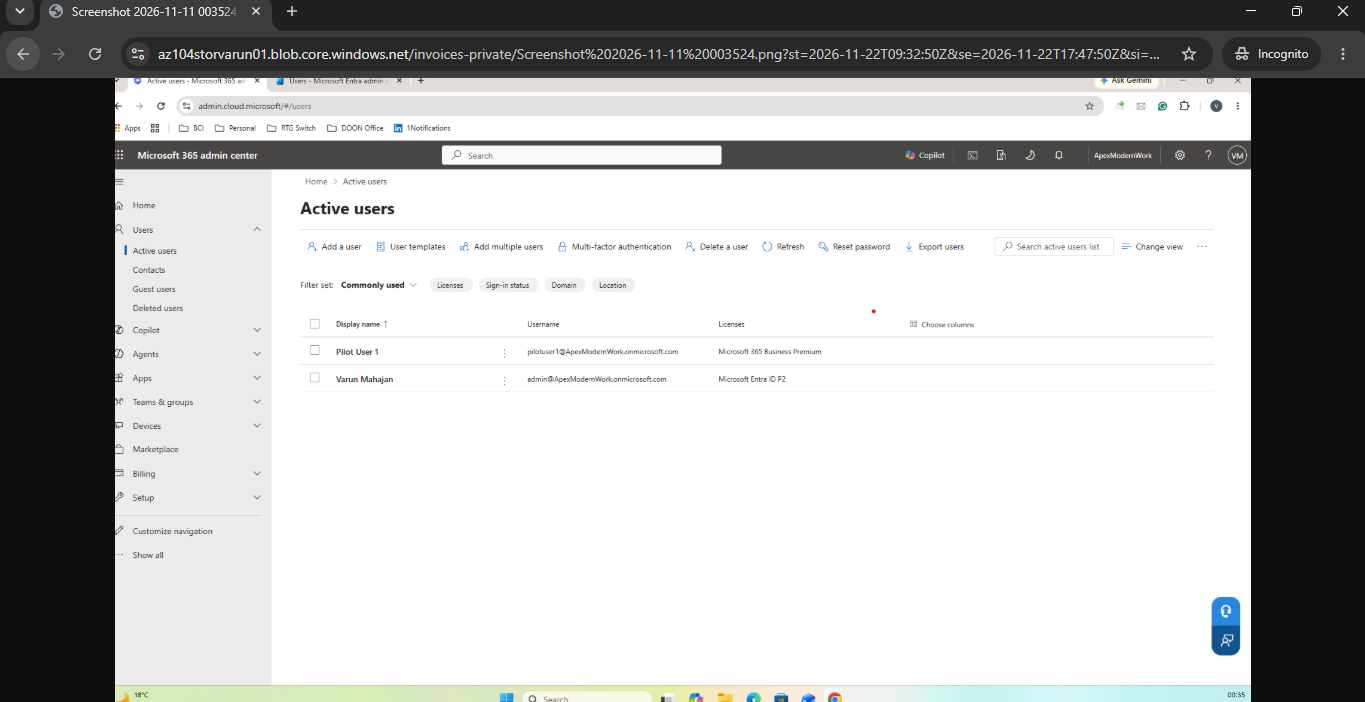 Screenshot 2026-11-11 003524
az104storvarun01.blob.core.windows.net/invoices-private/Screenshot%202026-11-11%20003524.png?st=2026-11-22T09:32:50Z&se=2026-11-22T17:47:50Z&si=...
Incognito
Active users - Microsoft 365 ad
Users - Microsoft Entra admin
Ask Gemini
admin.cloud.microsoft/#/users
V
Apps
BCI
Personal
RTG Switch
DOON Office
1Notifications
Microsoft 365 admin center
Search
Copilot
ApexModernWork
VM
Home > Active users
Active users
Add a user
User templates
Add multiple users
Multi-factor authentication
Delete a user
Refresh
Reset password
Export users
Search active users list
Change view
Filter set: Commonly used
Licenses
Sign-in status
Domain
Location
Display name ↑
Username
Licenses
Choose columns
Pilot User 1
pilotuser1@ApexModernWork.onmicrosoft.com
Microsoft 365 Business Premium
Varun Mahajan
admin@ApexModernWork.onmicrosoft.com
Microsoft Entra ID P2
Home
Users
Active users
Contacts
Guest users
Deleted users
Copilot
Agents
Apps
Teams & groups
Devices
Marketplace
Billing
Setup
Customize navigation
Show all
18°C
Search
00:35